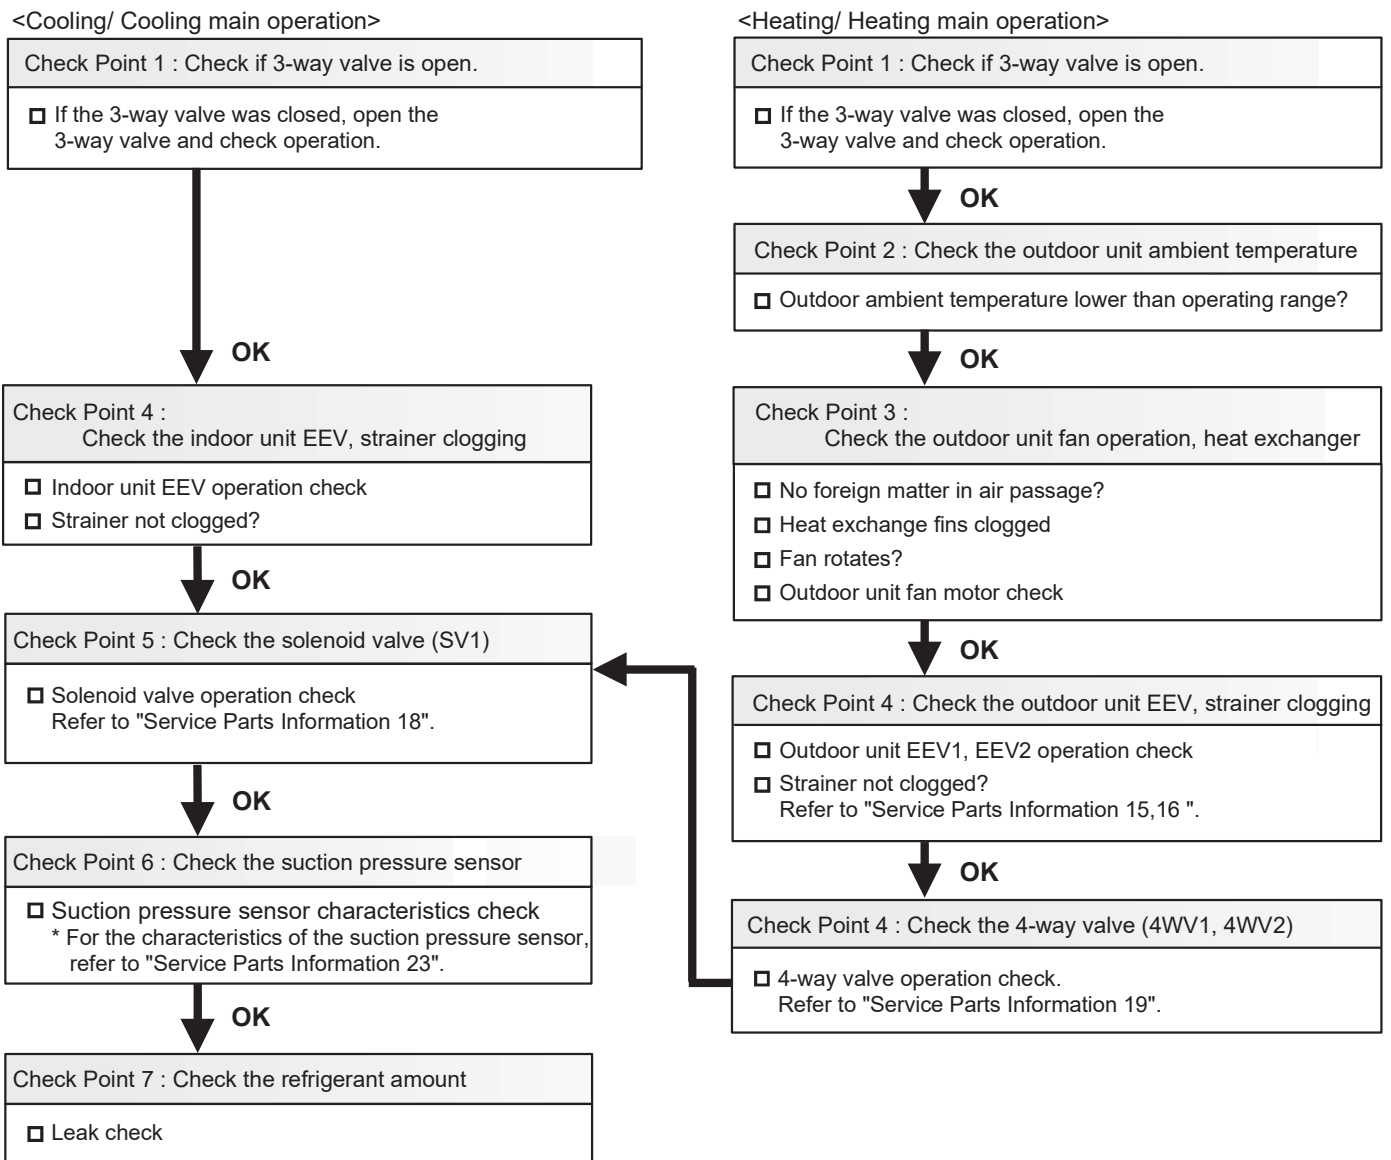 <Cooling/ Cooling main operation>
Check Point 1 : Check if 3-way valve is open.
If the 3-way valve was closed, open the
3-way valve and check operation.
OK
Check Point 4 :
Check the indoor unit EEV, strainer clogging
Indoor unit EEV operation check
Strainer not clogged?
OK
Check Point 5 : Check the solenoid valve (SV1)
Solenoid valve operation check
Refer to "Service Parts Information 18".
OK
Check Point 6 : Check the suction pressure sensor
Suction pressure sensor characteristics check
* For the characteristics of the suction pressure sensor,
refer to "Service Parts Information 23".
OK
Check Point 7 : Check the refrigerant amount
Leak check
<Heating/ Heating main operation>
Check Point 1 : Check if 3-way valve is open.
If the 3-way valve was closed, open the
3-way valve and check operation.
OK
Check Point 2 : Check the outdoor unit ambient temperature
Outdoor ambient temperature lower than operating range?
OK
Check Point 3 :
Check the outdoor unit fan operation, heat exchanger
No foreign matter in air passage?
Heat exchange fins clogged
Fan rotates?
Outdoor unit fan motor check
OK
Check Point 4 : Check the outdoor unit EEV, strainer clogging
Outdoor unit EEV1, EEV2 operation check
Strainer not clogged?
Refer to "Service Parts Information 15,16 ".
OK
Check Point 4 : Check the 4-way valve (4WV1, 4WV2)
4-way valve operation check.
Refer to "Service Parts Information 19".